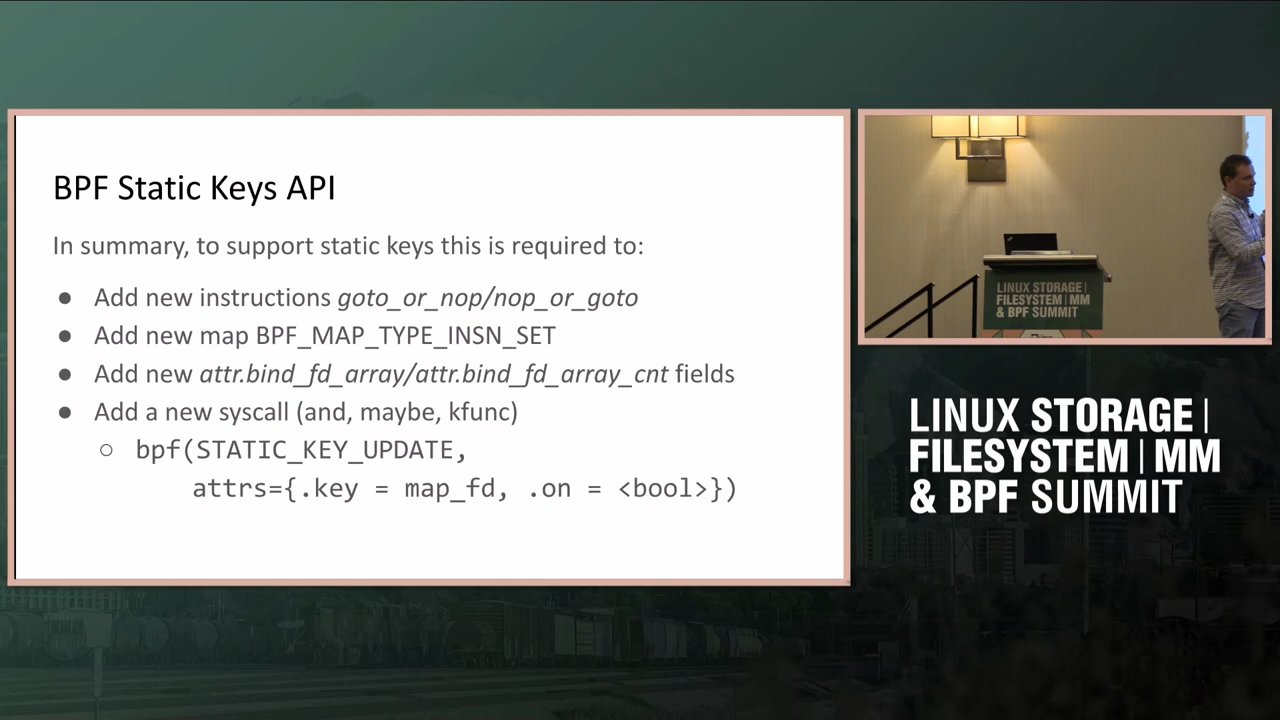 BPF Static Keys API
In summary, to support static keys this is required to:
● Add new instructions goto_or_nop/nop_or_goto
● Add new map BPF_MAP_TYPE_INSN_SET
● Add new attr.bind_fd_array/attr.bind_fd_array_cnt fields
● Add a new syscall (and, maybe, kfunc)
○ bpf(STATIC_KEY_UPDATE,
attrs={.key = map_fd, .on = <bool>})
LINUX STORAGE |
FILESYSTEM | MM
& BPF SUMMIT
LINUX STORAGE |
FILESYSTEM | MM
& BPF SUMMIT